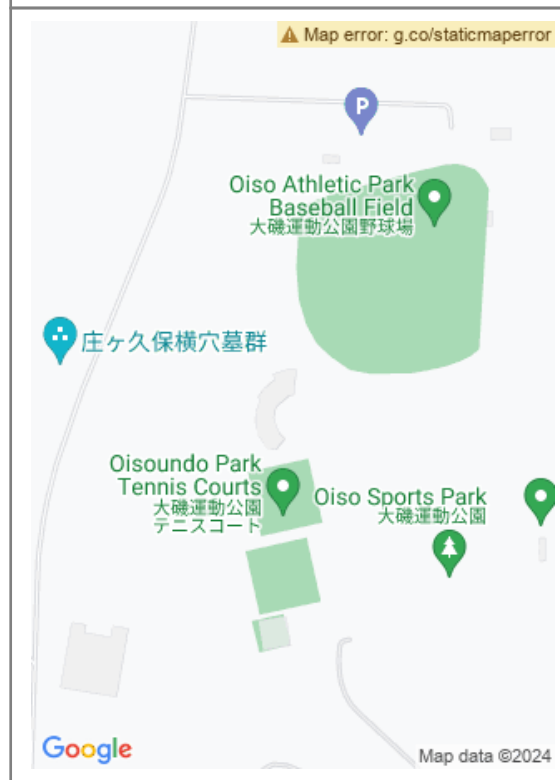 Map error: g.co/staticmaperror
P
Oiso Athletic Park
Baseball Field
大磯運動公園野球場
庄ヶ久保横穴墓群
Oisoundo Park
Tennis Courts
大磯運動公園
テニスコート
Oiso Sports Park
大磯運動公園
Google
Map data ©2024